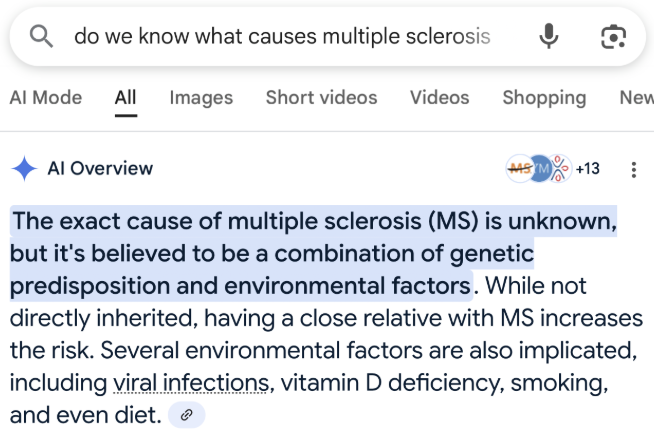 do we know what causes multiple sclerosis
AI Mode All Images Short videos Videos Shopping New
AI Overview
MS YM +13
The exact cause of multiple sclerosis (MS) is unknown,
but it's believed to be a combination of genetic
predisposition and environmental factors. While not
directly inherited, having a close relative with MS increases
the risk. Several environmental factors are also implicated,
including viral infections, vitamin D deficiency, smoking,
and even diet.